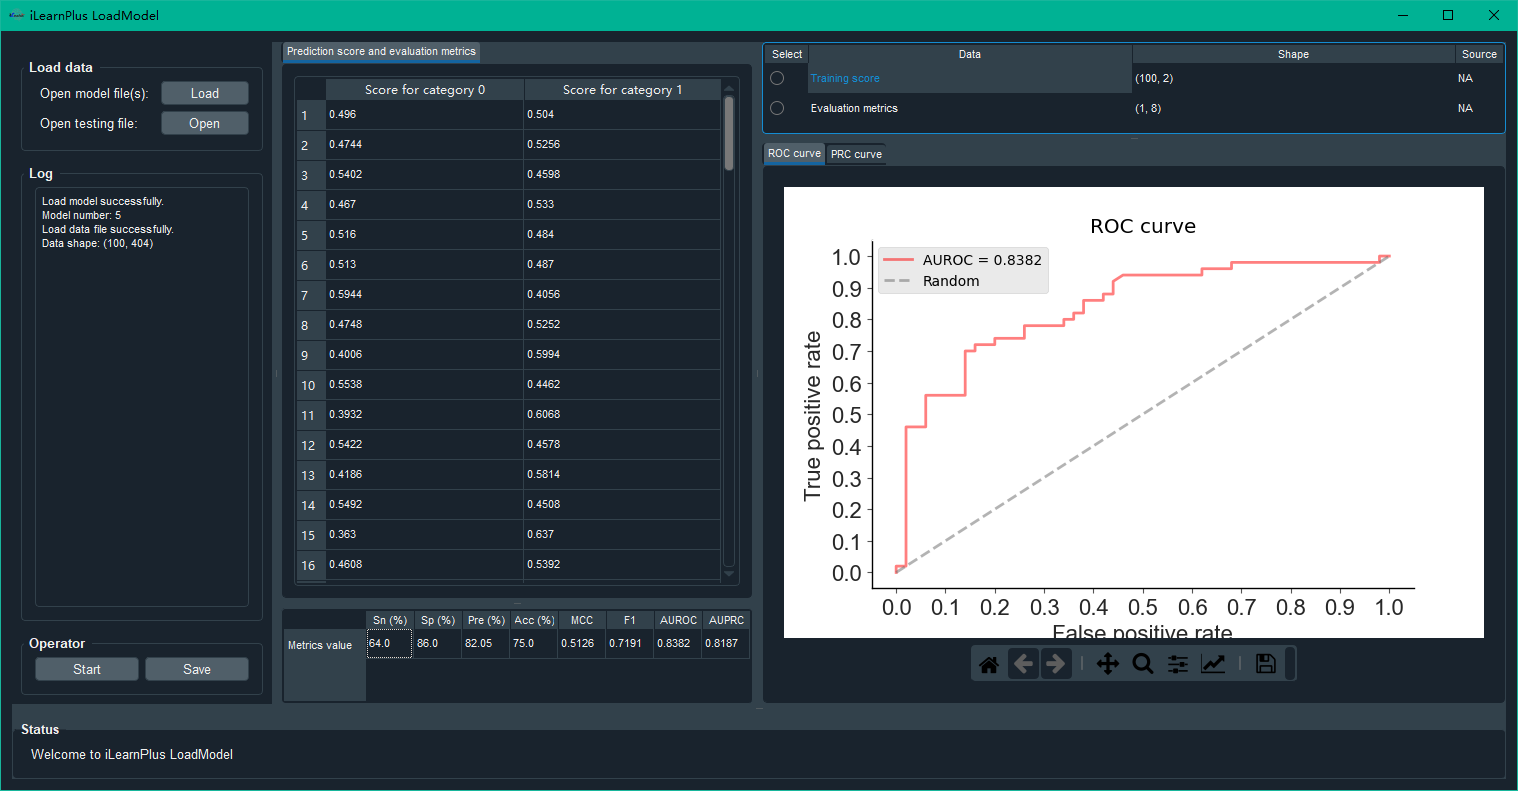 iLearnPlus LoadModel
Load data
Open model file(s):
Load
Open testing file:
Open
Log
Load model successfully.
Model number: 5
Load data file successfully.
Data shape: (100, 404)
Operator
Start
Save
Prediction score and evaluation metrics
Score for category 0 Score for category 1
1 0.496 0.504
2 0.4744 0.5256
3 0.5402 0.4598
4 0.467 0.533
5 0.516 0.484
6 0.513 0.487
7 0.5944 0.4056
8 0.4748 0.5252
9 0.4006 0.5994
10 0.5538 0.4462
11 0.3932 0.6068
12 0.5422 0.4578
13 0.4186 0.5814
14 0.5492 0.4508
15 0.363 0.637
16 0.4608 0.5392
Sn (%) Sp (%) Pre (%) Acc (%) MCC F1 AUROC AUPRC
Metrics value 64.0 86.0 82.05 75.0 0.5126 0.7191 0.8382 0.8187
Select Data Shape Source
Training score (100, 2) NA
Evaluation metrics (1, 8) NA
ROC curve PRC curve
ROC curve
AUROC = 0.8382
Random
True positive rate
1.0
0.9
0.8
0.7
0.6
0.5
0.4
0.3
0.2
0.1
0.0
0.0 0.1 0.2 0.3 0.4 0.5 0.6 0.7 0.8 0.9 1.0
False positive rate
Status
Welcome to iLearnPlus LoadModel